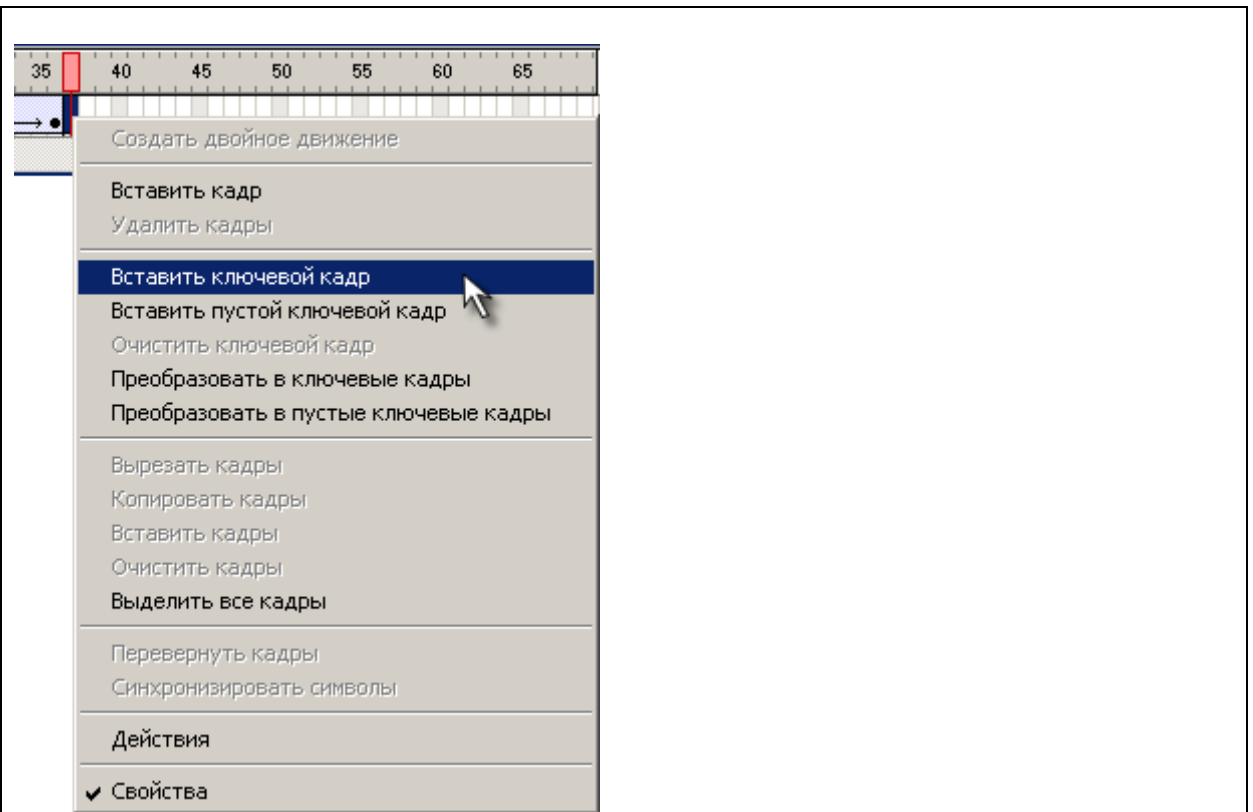 35 40 45 50 55 60 65
Создать двойное движение
Вставить кадр
Удалить кадры
Вставить ключевой кадр
Вставить пустой ключевой кадр
Очистить ключевой кадр
Преобразовать в ключевые кадры
Преобразовать в пустые ключевые кадры
Вырезать кадры
Копировать кадры
Вставить кадры
Очистить кадры
Выделить все кадры
Перевернуть кадры
Синхронизировать символы
Действия
Свойства